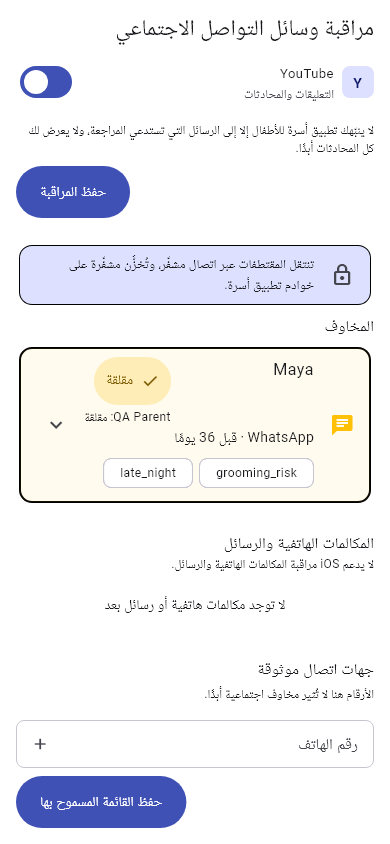 مراقبة وسائل التواصل الاجتماعي
Y
YouTube
التعليقات والمحادثات
لا ينبّهك تطبيق أسرة للأطفال إلا إلى الرسائل التي تستدعي المراجعة، ولا يعرض لك
كل المحادثات أبدًا.
حفظ المراقبة
تنتقل المقتطفات عبر اتصال مشفّر، وتُخزَّن مشفّرة على
خوادم تطبيق أسرة.
المخاوف
Maya
مقلقة
QA Parent: مقلقة
WhatsApp · قبل 36 يومًا
grooming_risk
late_night
المكالمات الهاتفية والرسائل
لا يدعم iOS مراقبة المكالمات الهاتفية والرسائل.
لا توجد مكالمات هاتفية أو رسائل بعد
جهات اتصال موثوقة
الأرقام هنا لا تُثير مخاوف اجتماعية أبدًا.
رقم الهاتف
+
حفظ القائمة المسموح بها